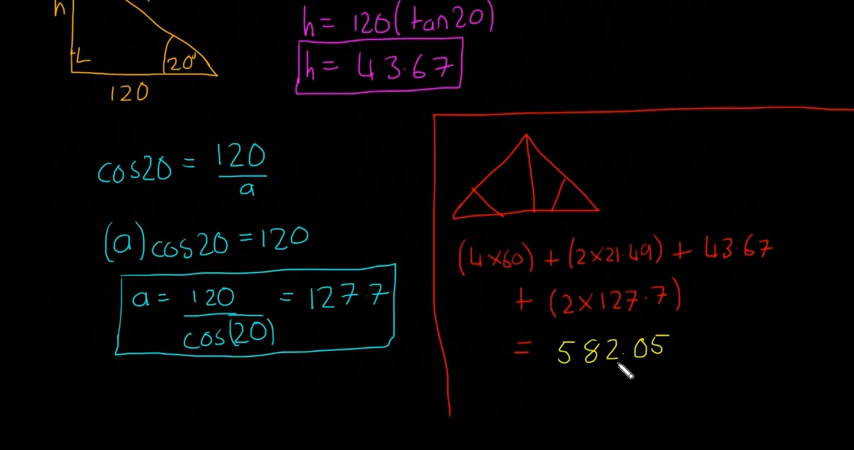 h
L
20°
120
h = 120(tan20)
h = 43.67
cos20 = 120/a
(a)cos20 = 120
a = 120/cos(20) = 127.7
(4×60) + (2×21.49) + 43.67
+ (2×127.7)
= 582.05